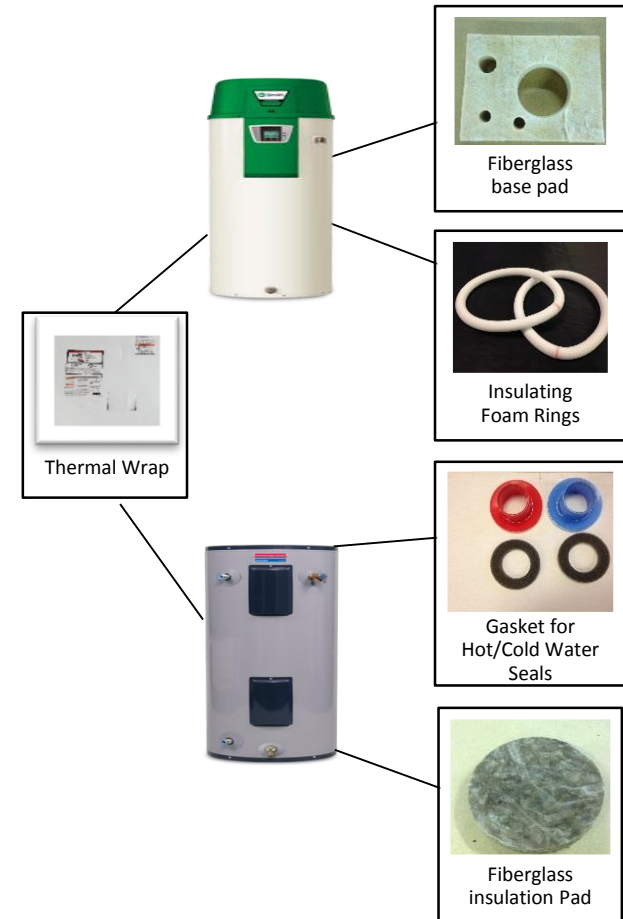 Fiberglass
base pad
Insulating
Foam Rings
Thermal Wrap
Gasket for
Hot/Cold Water
Seals
Fiberglass
insulation Pad